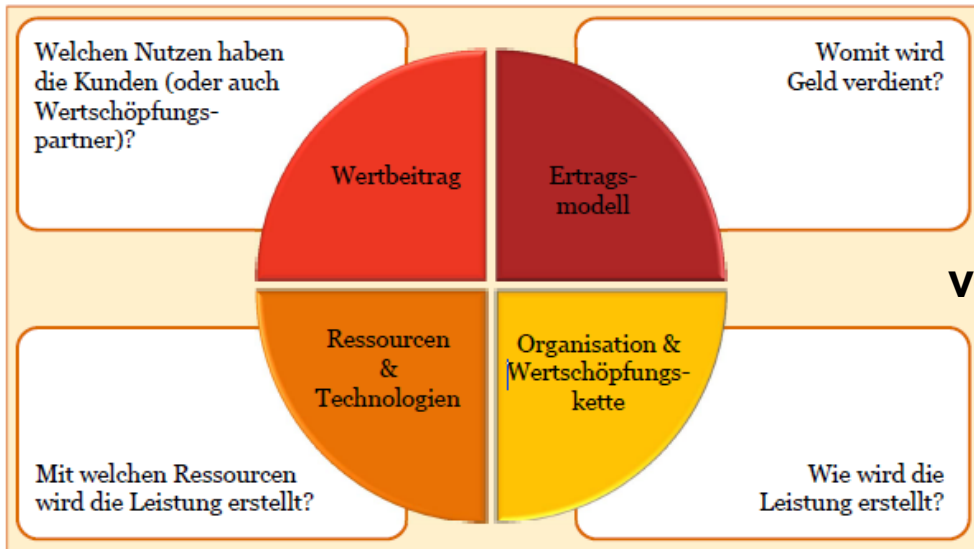 Welchen Nutzen haben
die Kunden (oder auch
Wertschöpfungs-
partner)?
Womit wird
Geld verdient?
Wertbeitrag
Ertrags-
modell
v
Ressourcen
&
Technologien
Organisation &
Wertschöpfungs-
kette
Mit welchen Ressourcen
wird die Leistung erstellt?
Wie wird die
Leistung erstellt?